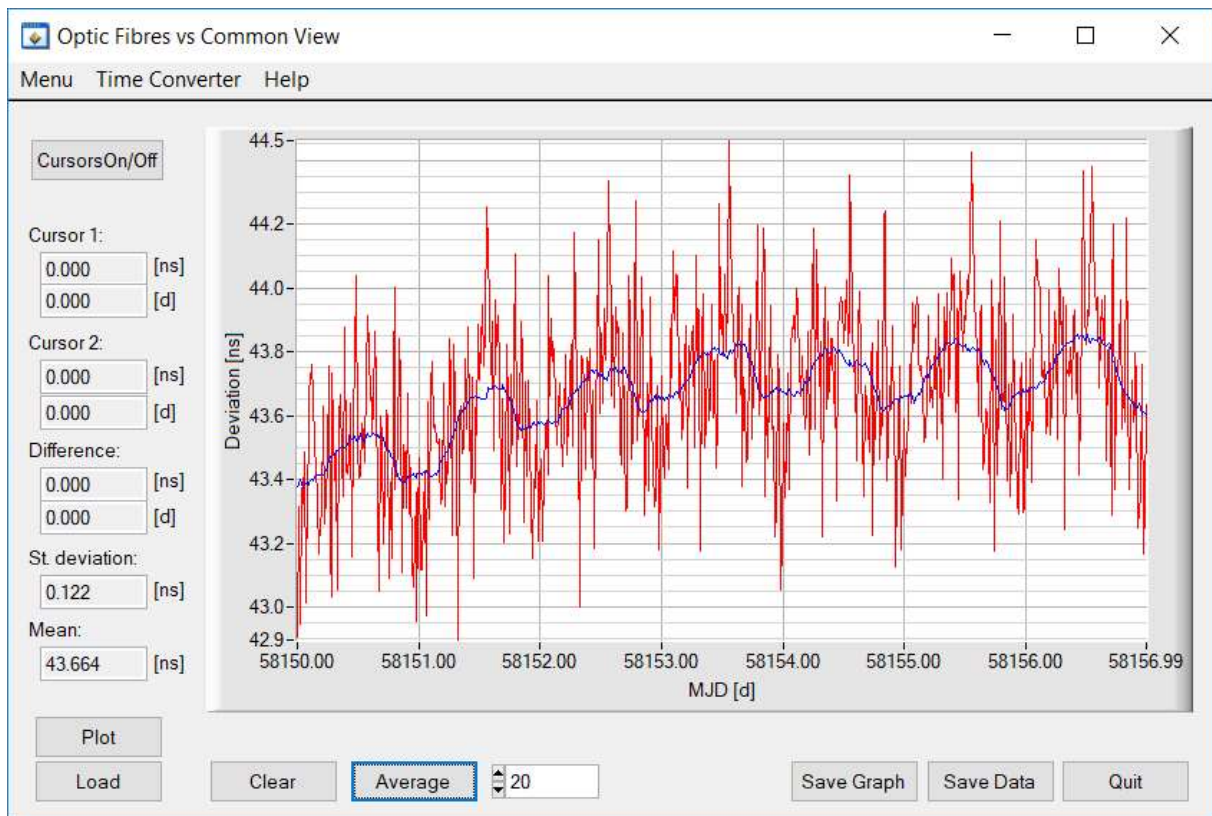 Optic Fibres vs Common View
Menu Time Converter Help
CursorsOn/Off
Cursor 1:
0.000 [ns]
0.000 [d]
Cursor 2:
0.000 [ns]
0.000 [d]
Difference:
0.000 [ns]
0.000 [d]
St. deviation:
0.122 [ns]
Mean:
43.664 [ns]
Plot
Load
Deviation [ns]
44.5
44.2
44.0
43.8
43.6
43.4
43.2
43.0
42.9
58150.00 58151.00 58152.00 58153.00 58154.00 58155.00 58156.00 58156.99
MJD [d]
Clear
Average
20
Save Graph
Save Data
Quit